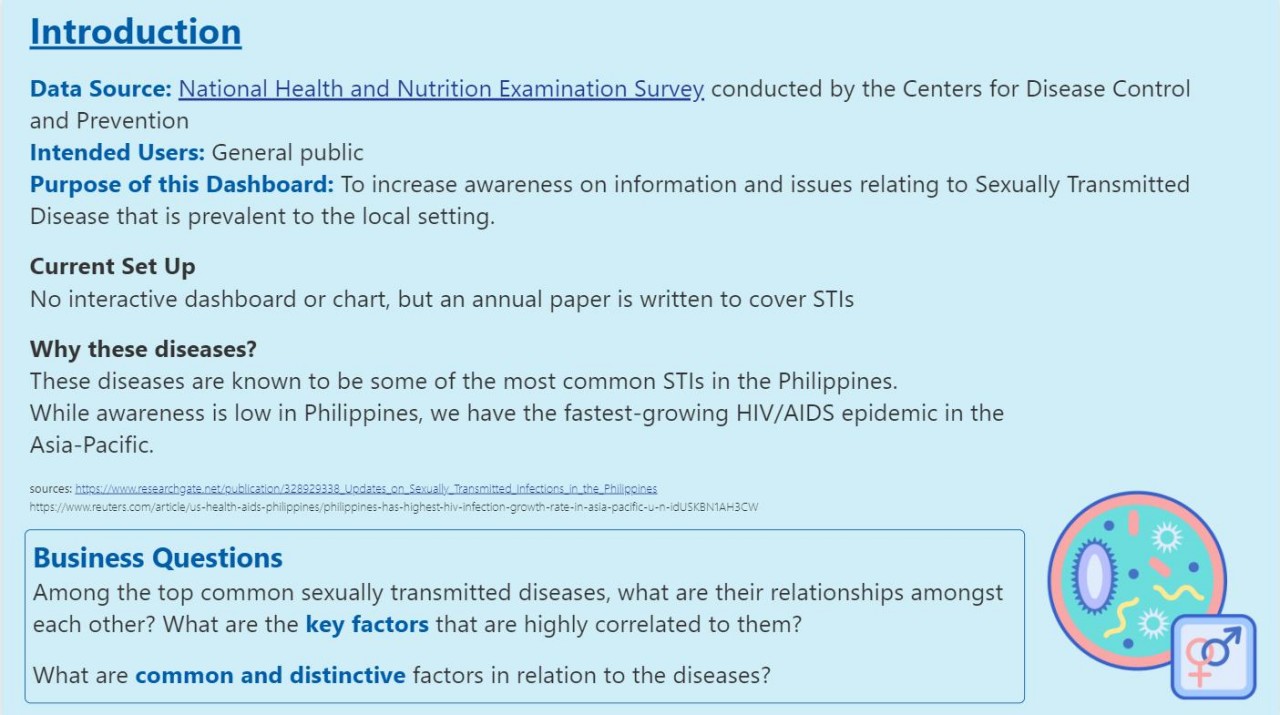 Introduction
Data Source: National Health and Nutrition Examination Survey conducted by the Centers for Disease Control
and Prevention
Intended Users: General public
Purpose of this Dashboard: To increase awareness on information and issues relating to Sexually Transmitted
Disease that is prevalent to the local setting.
Current Set Up
No interactive dashboard or chart, but an annual paper is written to cover STIs
Why these diseases?
These diseases are known to be some of the most common STIs in the Philippines.
While awareness is low in Philippines, we have the fastest-growing HIV/AIDS epidemic in the
Asia-Pacific.
sources: https://www.researchgate.net/publication/328929338_Updates_on_Sexually_Transmitted_Infections_in_the_Philippines
https://www.reuters.com/article/us-health-aids-philippines/philippines-has-highest-hiv-infection-growth-rate-in-asia-pacific-u-n-idUSKBN1AH3CW
Business Questions
Among the top common sexually transmitted diseases, what are their relationships amongst
each other? What are the key factors that are highly correlated to them?
What are common and distinctive factors in relation to the diseases?